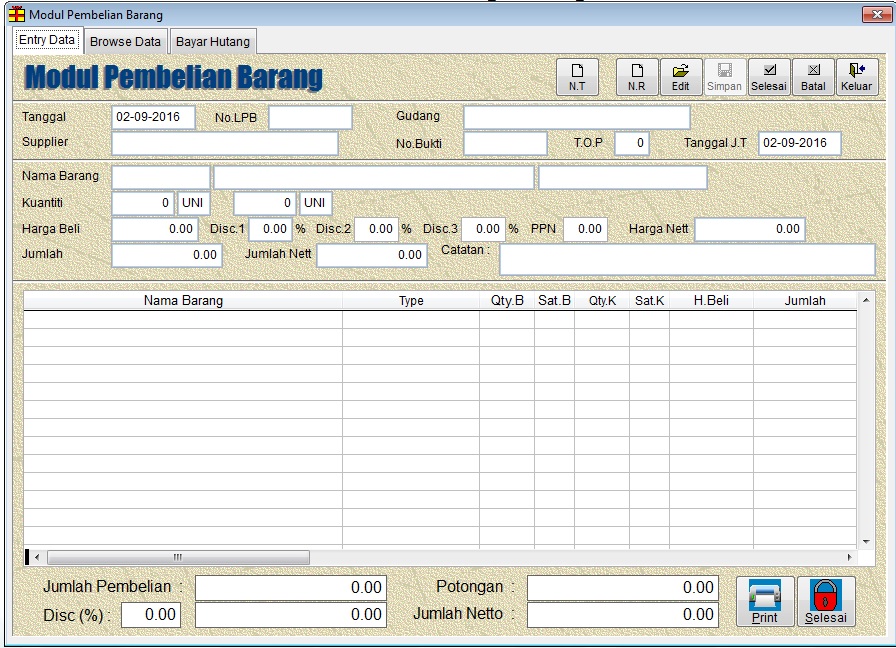 Modul Pembelian Barang
Entry Data Browse Data Bayar Hutang
Modul Pembelian Barang
N.T N.R Edit Simpan Selesai Batal Keluar
Tanggal 02-09-2016 No.LPB Gudang
Supplier No.Bukti T.O.P 0 Tanggal J.T 02-09-2016
Nama Barang
Kuantiti 0 UNI 0 UNI
Harga Beli 0.00 Disc.1 0.00 % Disc.2 0.00 % Disc.3 0.00 % PPN 0.00 Harga Nett 0.00
Jumlah 0.00 Jumlah Nett 0.00 Catatan :
Nama Barang Type Qty.B Sat.B Qty.K Sat.K H.Beli Jumlah
Jumlah Pembelian : 0.00 Potongan : 0.00
Disc (%) : 0.00 0.00 Jumlah Netto : 0.00
Print Selesai